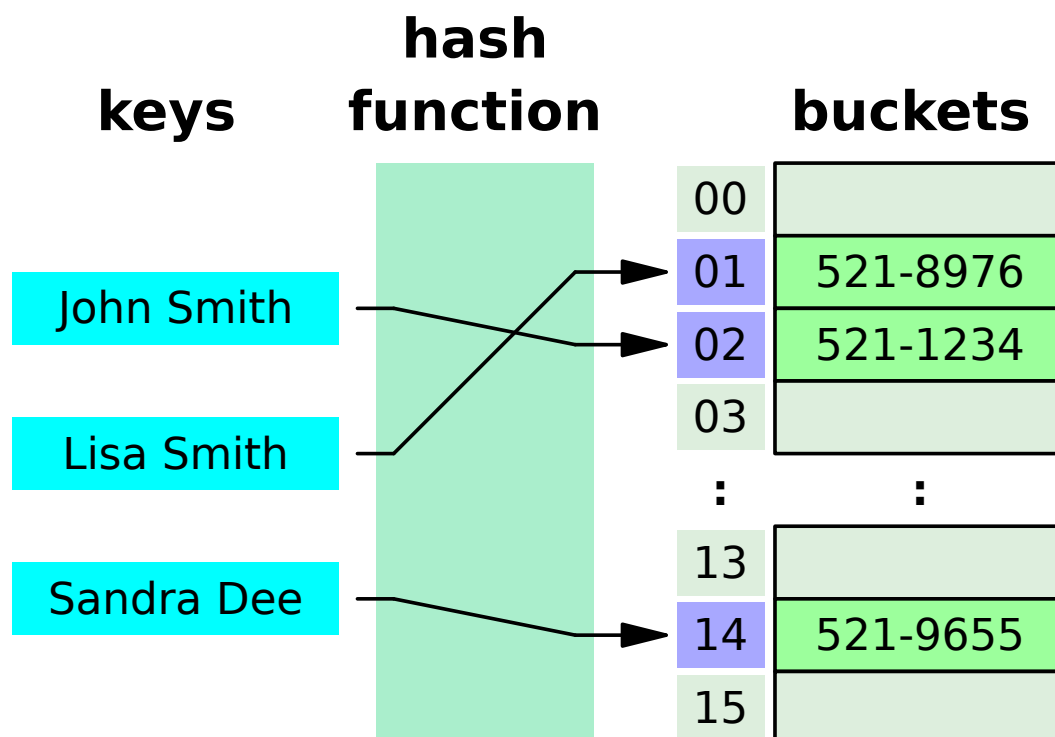 hash
keys function buckets
00
01 521-8976
John Smith
02 521-1234
03
Lisa Smith
: :
13
Sandra Dee
14 521-9655
15